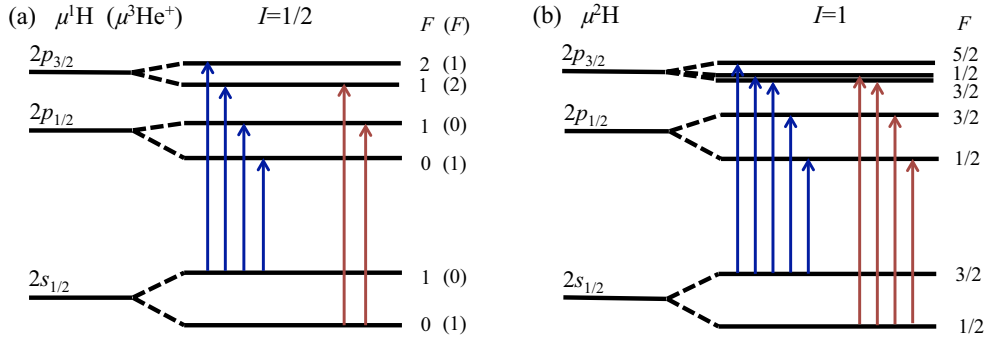 (a) μ¹H (μ³He⁺) I=1/2 F (F)
2p₃/₂ 2 (1)
1 (2)
2p₁/₂ 1 (0)
0 (1)
2s₁/₂ 1 (0)
0 (1)
(b) μ²H I=1 F
2p₃/₂ 5/2
1/2
3/2
2p₁/₂ 3/2
1/2
2s₁/₂ 3/2
1/2